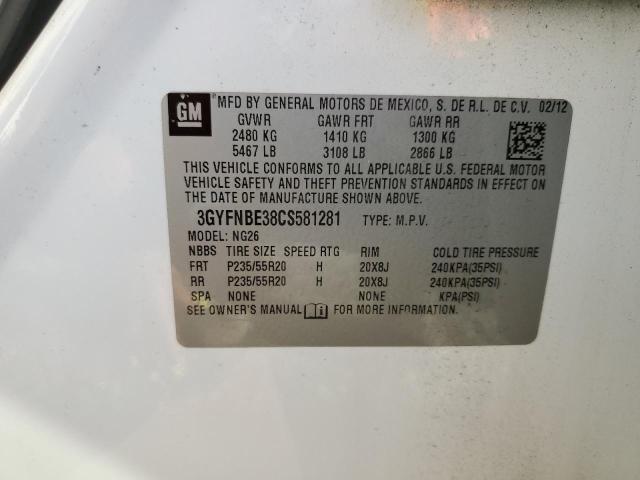 GM
MFD BY GENERAL MOTORS DE MEXICO, S. DE R.L. DE C.V. 02/12
GVWR GAWR FRT GAWR RR
2480 KG 1410 KG 1300 KG
5467 LB 3108 LB 2866 LB
THIS VEHICLE CONFORMS TO ALL APPLICABLE U.S. FEDERAL MOTOR
VEHICLE SAFETY AND THEFT PREVENTION STANDARDS IN EFFECT ON
THE DATE OF MANUFACTURE SHOWN ABOVE.
3GYFNBE38CS581281 TYPE: M.P.V.
MODEL: NG26
NBBS TIRE SIZE SPEED RTG RIM COLD TIRE PRESSURE
FRT P235/55R20 H 20X8J 240KPA(35PSI)
RR P235/55R20 H 20X8J 240KPA(35PSI)
SPA NONE NONE KPA(PSI)
SEE OWNER'S MANUAL FOR MORE INFORMATION.